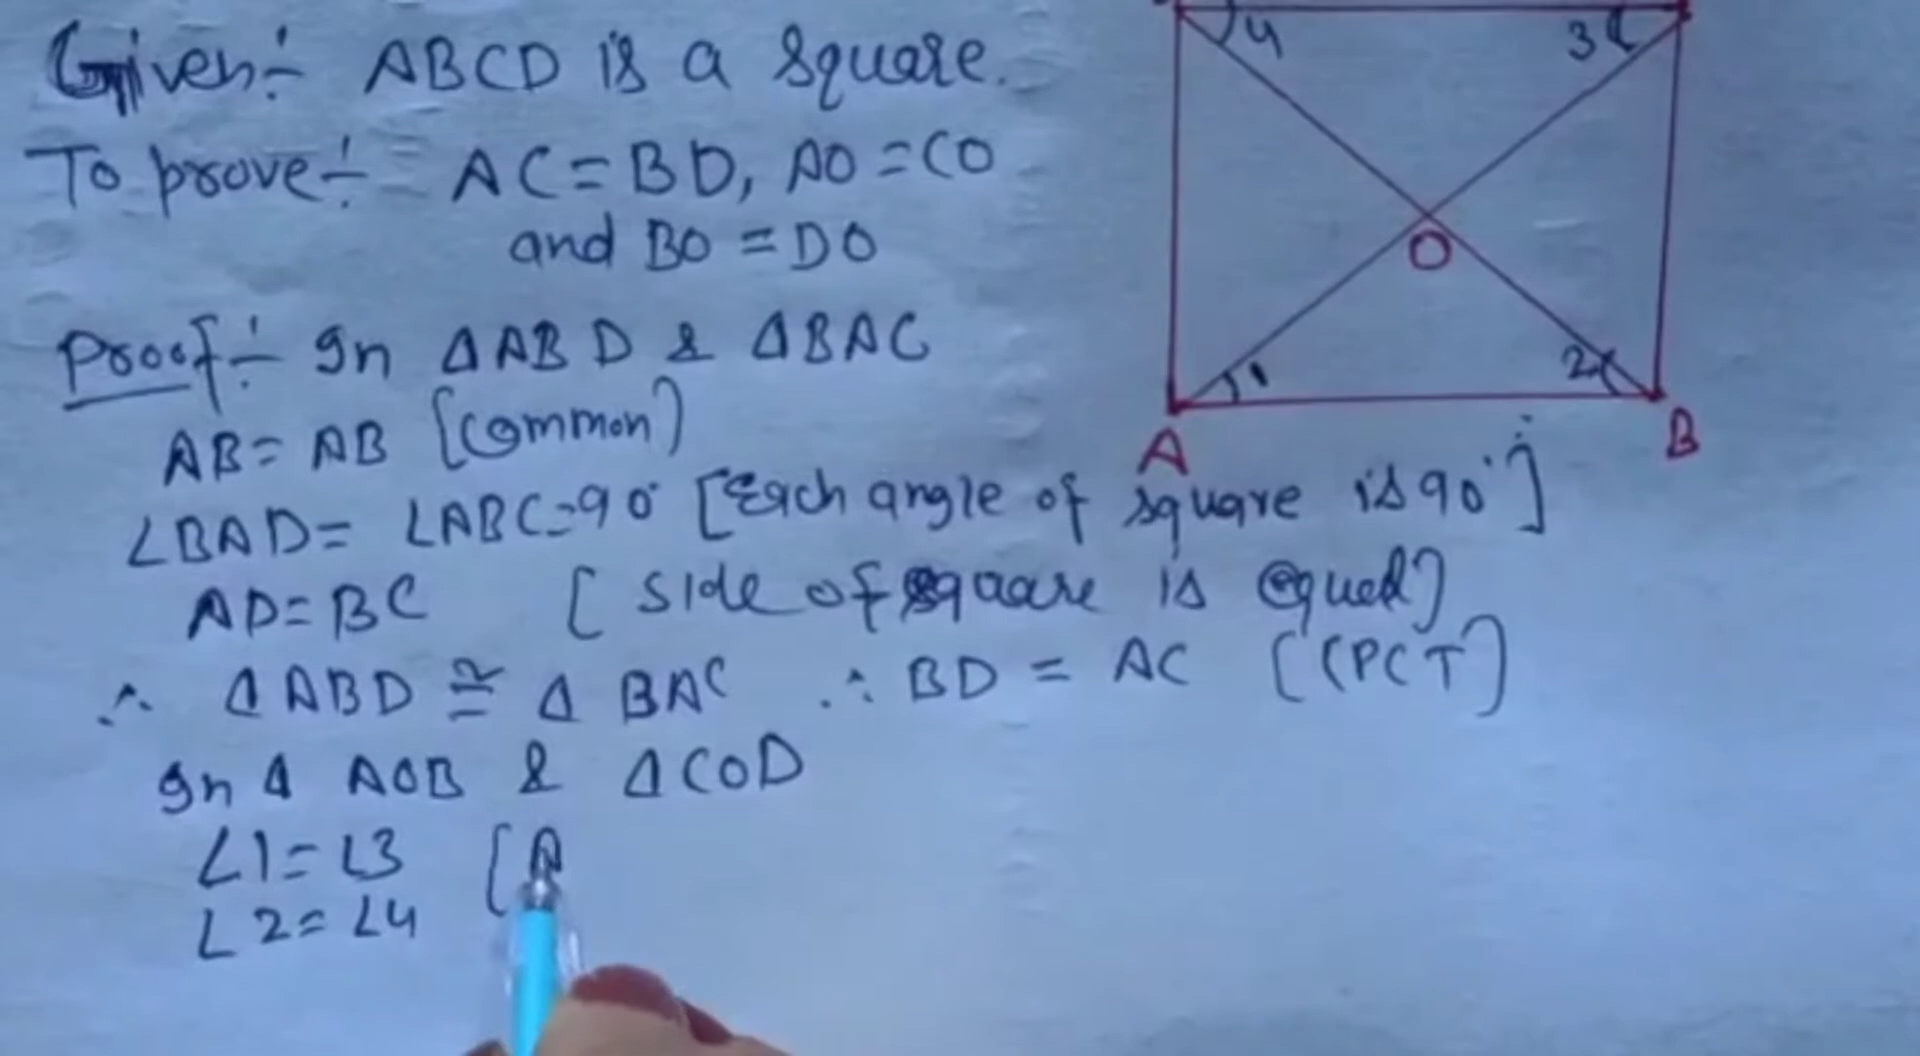 Given:- ABCD is a square.
To prove:- AC=BD, AO=CO
and BO=DO
Proof:- In ΔABD & ΔBAC
AB=AB [Common]
∠BAD= ∠ABC=90° [Each angle of square is 90°]
AD=BC [side of square is equal]
∴ ΔABD ≅ ΔBAC ∴ BD = AC [CPCT]
In Δ AOB & ΔCOD
∠1=∠3 [A
∠2=∠4
4 3
O
1 2
A B